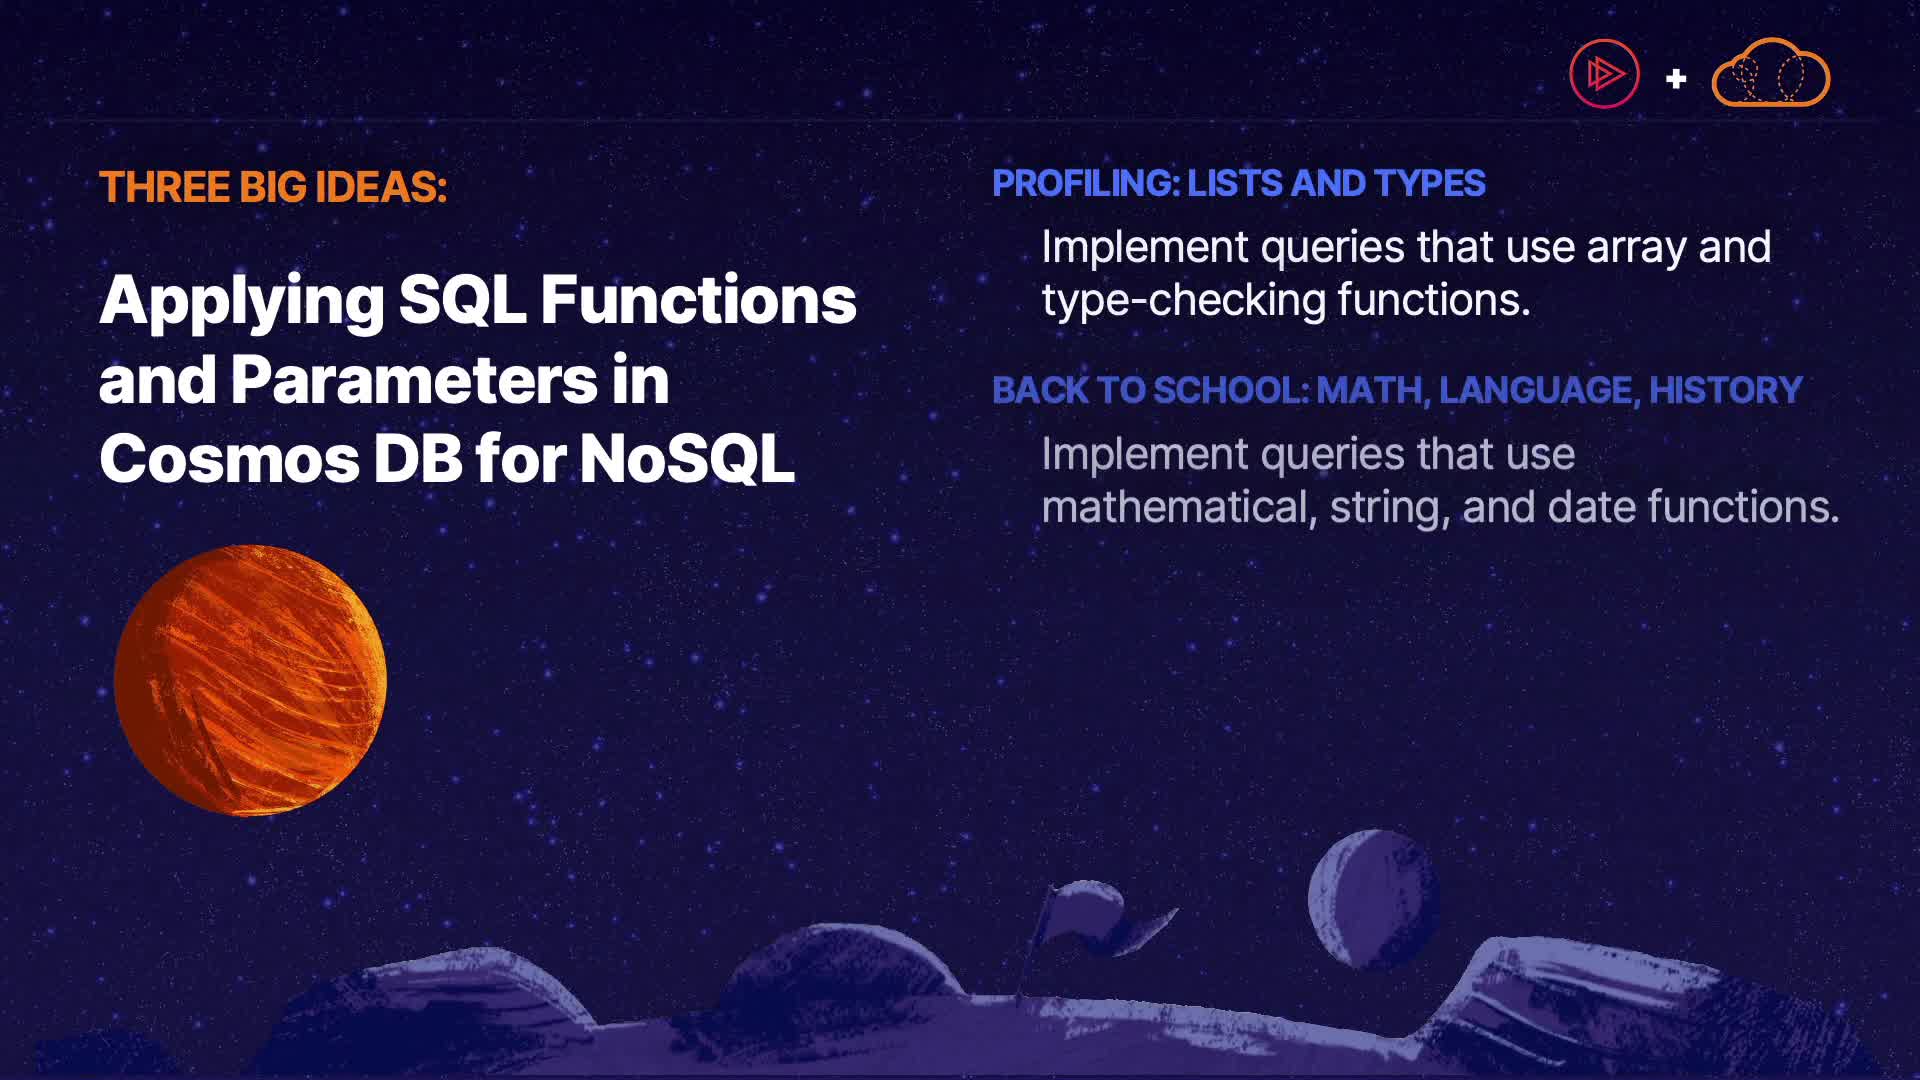 THREE BIG IDEAS:
Applying SQL Functions
and Parameters in
Cosmos DB for NoSQL
PROFILING: LISTS AND TYPES
Implement queries that use array and
type-checking functions.
BACK TO SCHOOL: MATH, LANGUAGE, HISTORY
Implement queries that use
mathematical, string, and date functions.
+